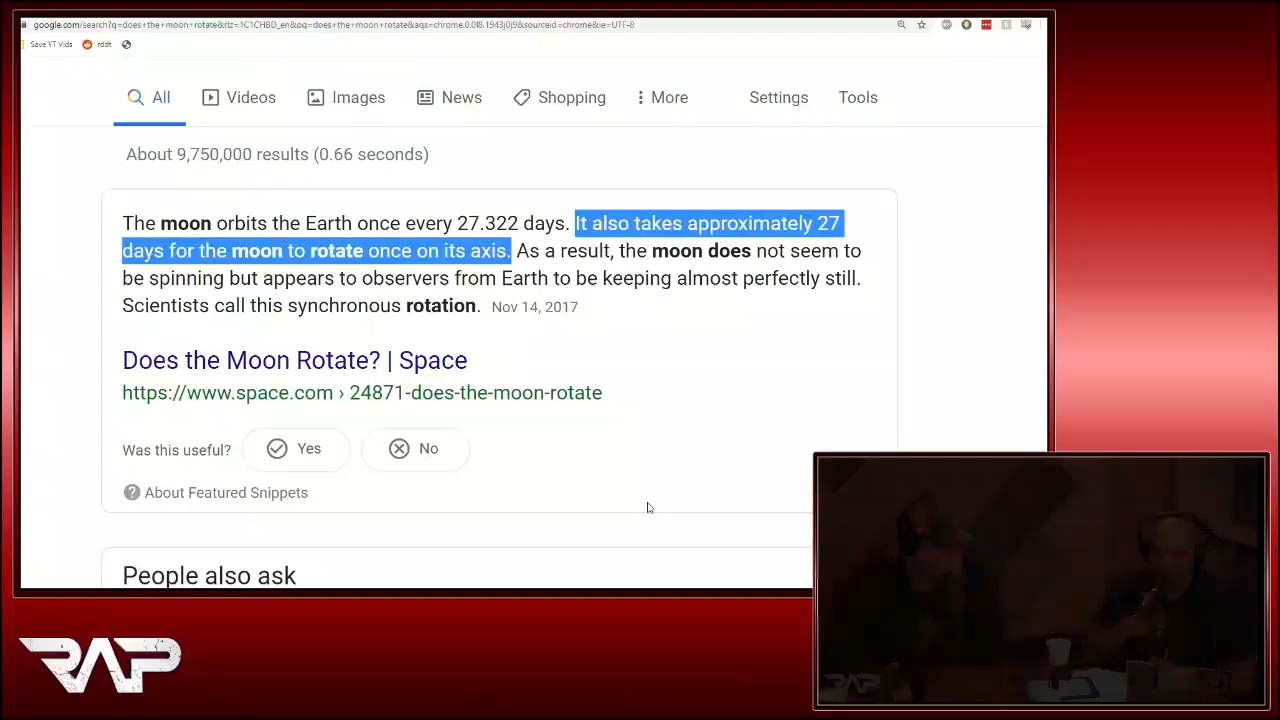 google.com/search?q=does+the+moon+rotate&rlz=1C1CHBD_en&oq=does+the+moon+rotate&aqs=chrome.0.0l8.1943j0j9&sourceid=chrome&ie=UTF-8
Save YT Vids rddt
All Videos Images News Shopping More Settings Tools
About 9,750,000 results (0.66 seconds)
The moon orbits the Earth once every 27.322 days. It also takes approximately 27
days for the moon to rotate once on its axis. As a result, the moon does not seem to
be spinning but appears to observers from Earth to be keeping almost perfectly still.
Scientists call this synchronous rotation. Nov 14, 2017
Does the Moon Rotate? | Space
https://www.space.com › 24871-does-the-moon-rotate
Was this useful? Yes No
About Featured Snippets
People also ask
RAP
RAP